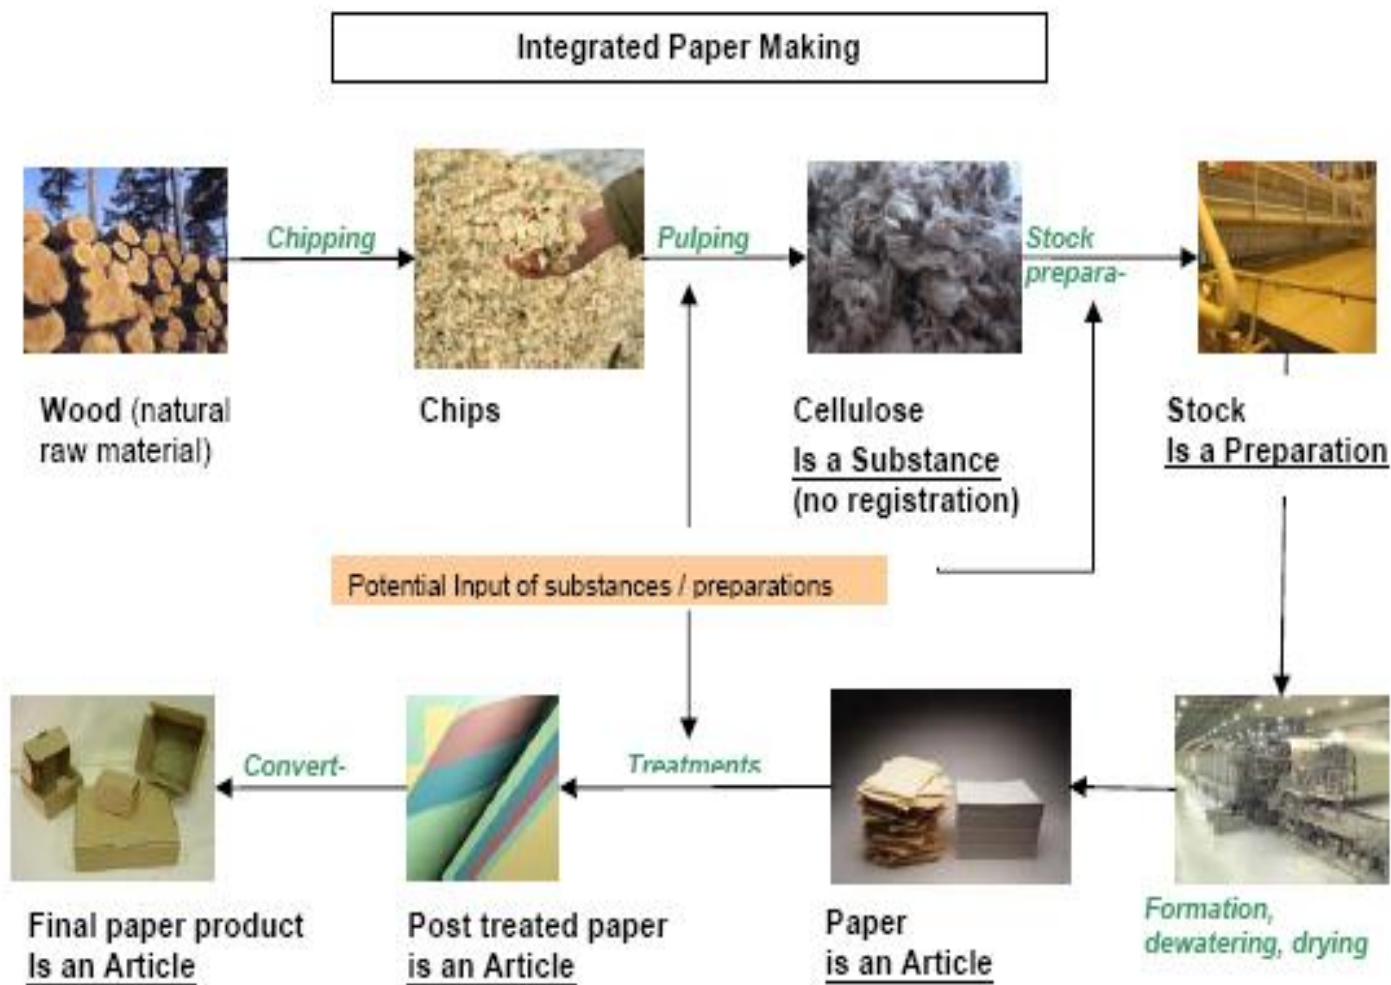 Integrated Paper Making
Chipping
Pulping
Stock
prepara-
Wood (natural
raw material)
Chips
Cellulose
Is a Substance
(no registration)
Stock
Is a Preparation
Potential Input of substances / preparations
Convert-
Treatments
Final paper product
Is an Article
Post treated paper
is an Article
Paper
is an Article
Formation,
dewatering, drying